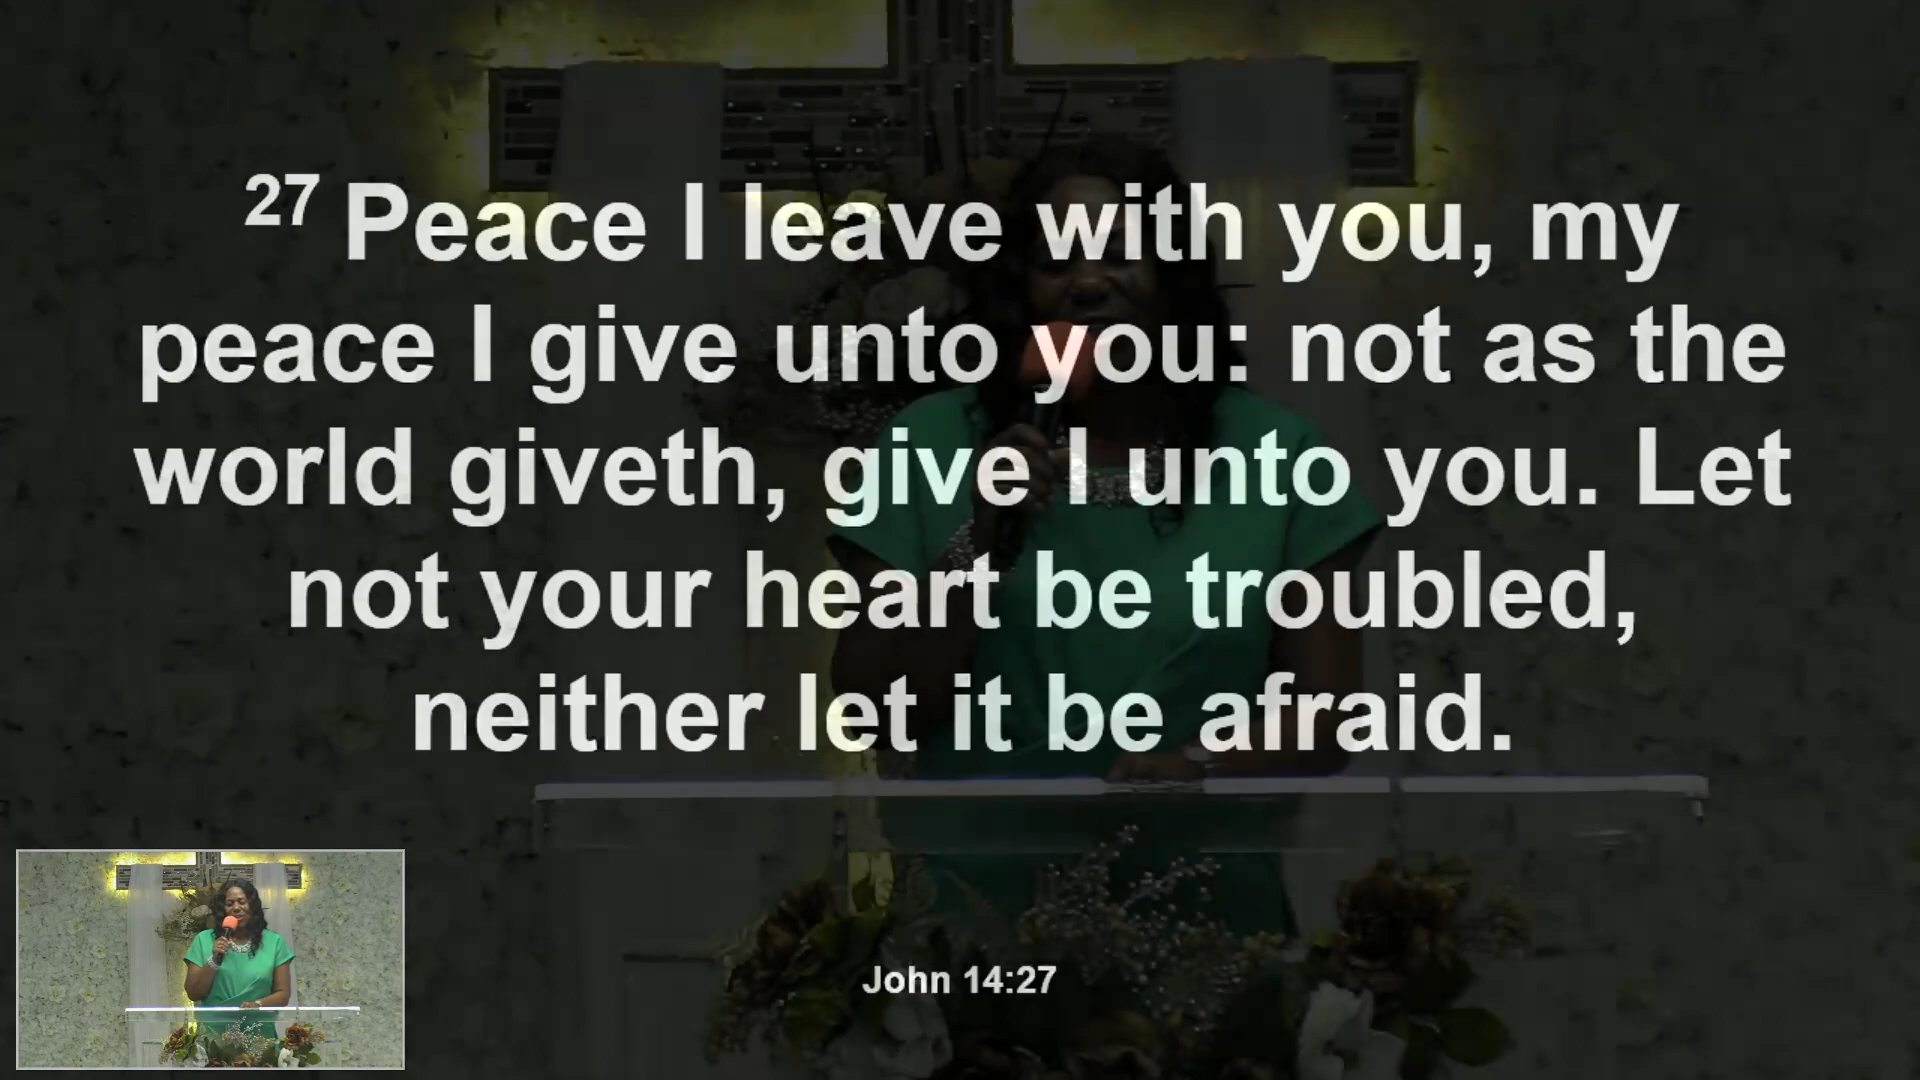 27 Peace I leave with you, my
peace I give unto you: not as the
world giveth, give I unto you. Let
not your heart be troubled,
neither let it be afraid.
John 14:27